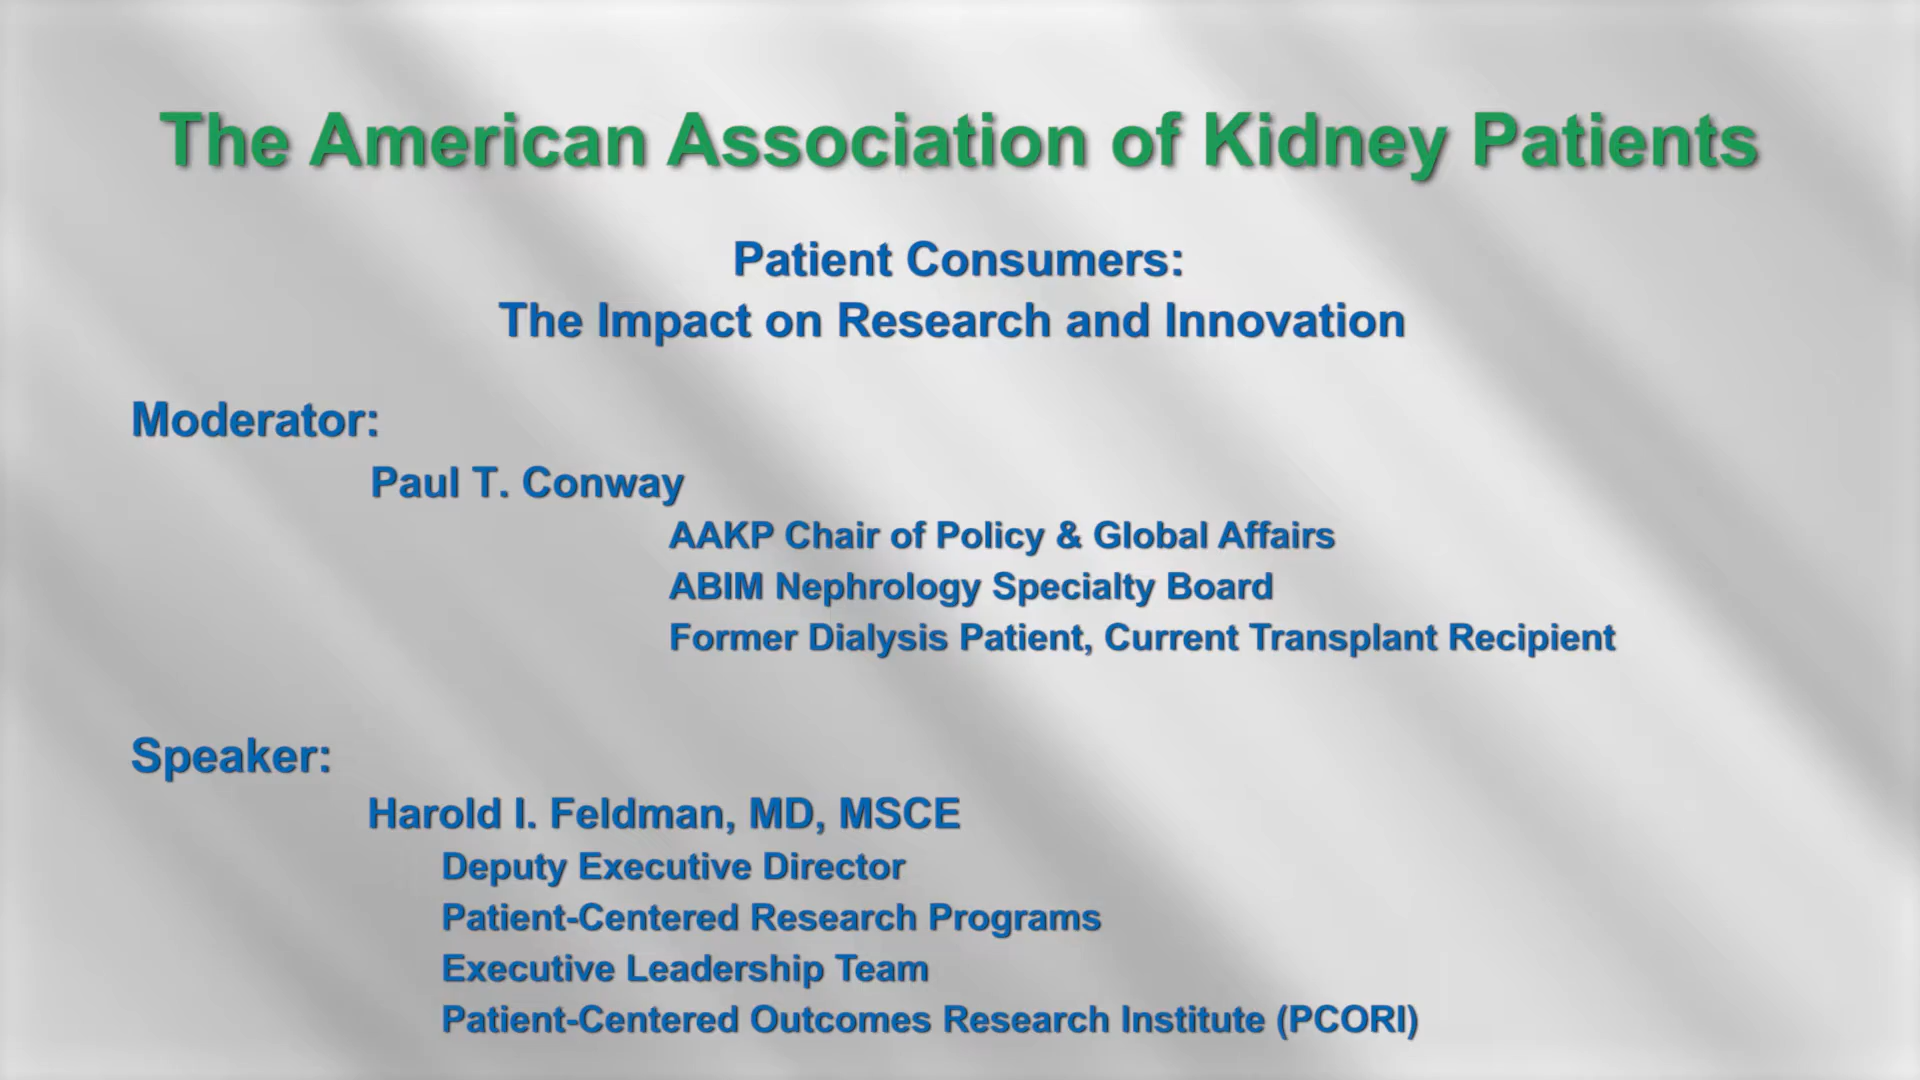 The American Association of Kidney Patients
Patient Consumers:
The Impact on Research and Innovation
Moderator:
Paul T. Conway
AAKP Chair of Policy & Global Affairs
ABIM Nephrology Specialty Board
Former Dialysis Patient, Current Transplant Recipient
Speaker:
Harold I. Feldman, MD, MSCE
Deputy Executive Director
Patient-Centered Research Programs
Executive Leadership Team
Patient-Centered Outcomes Research Institute (PCORI)